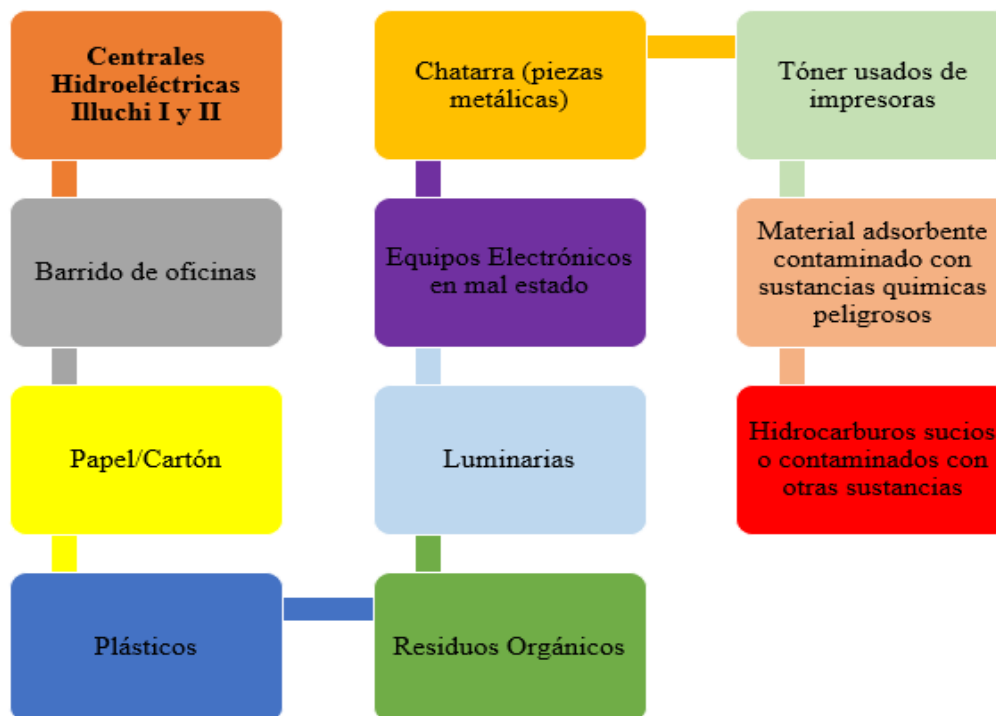 Centrales
Hidroeléctricas
Illuchi I y II
Barrido de oficinas
Papel/Cartón
Plásticos
Residuos Orgánicos
Luminarias
Equipos Electrónicos
en mal estado
Chatarra (piezas
metálicas)
Tóner usados de
impresoras
Material adsorbente
contaminado con
sustancias quimicas
peligrosos
Hidrocarburos sucios
o contaminados con
otras sustancias